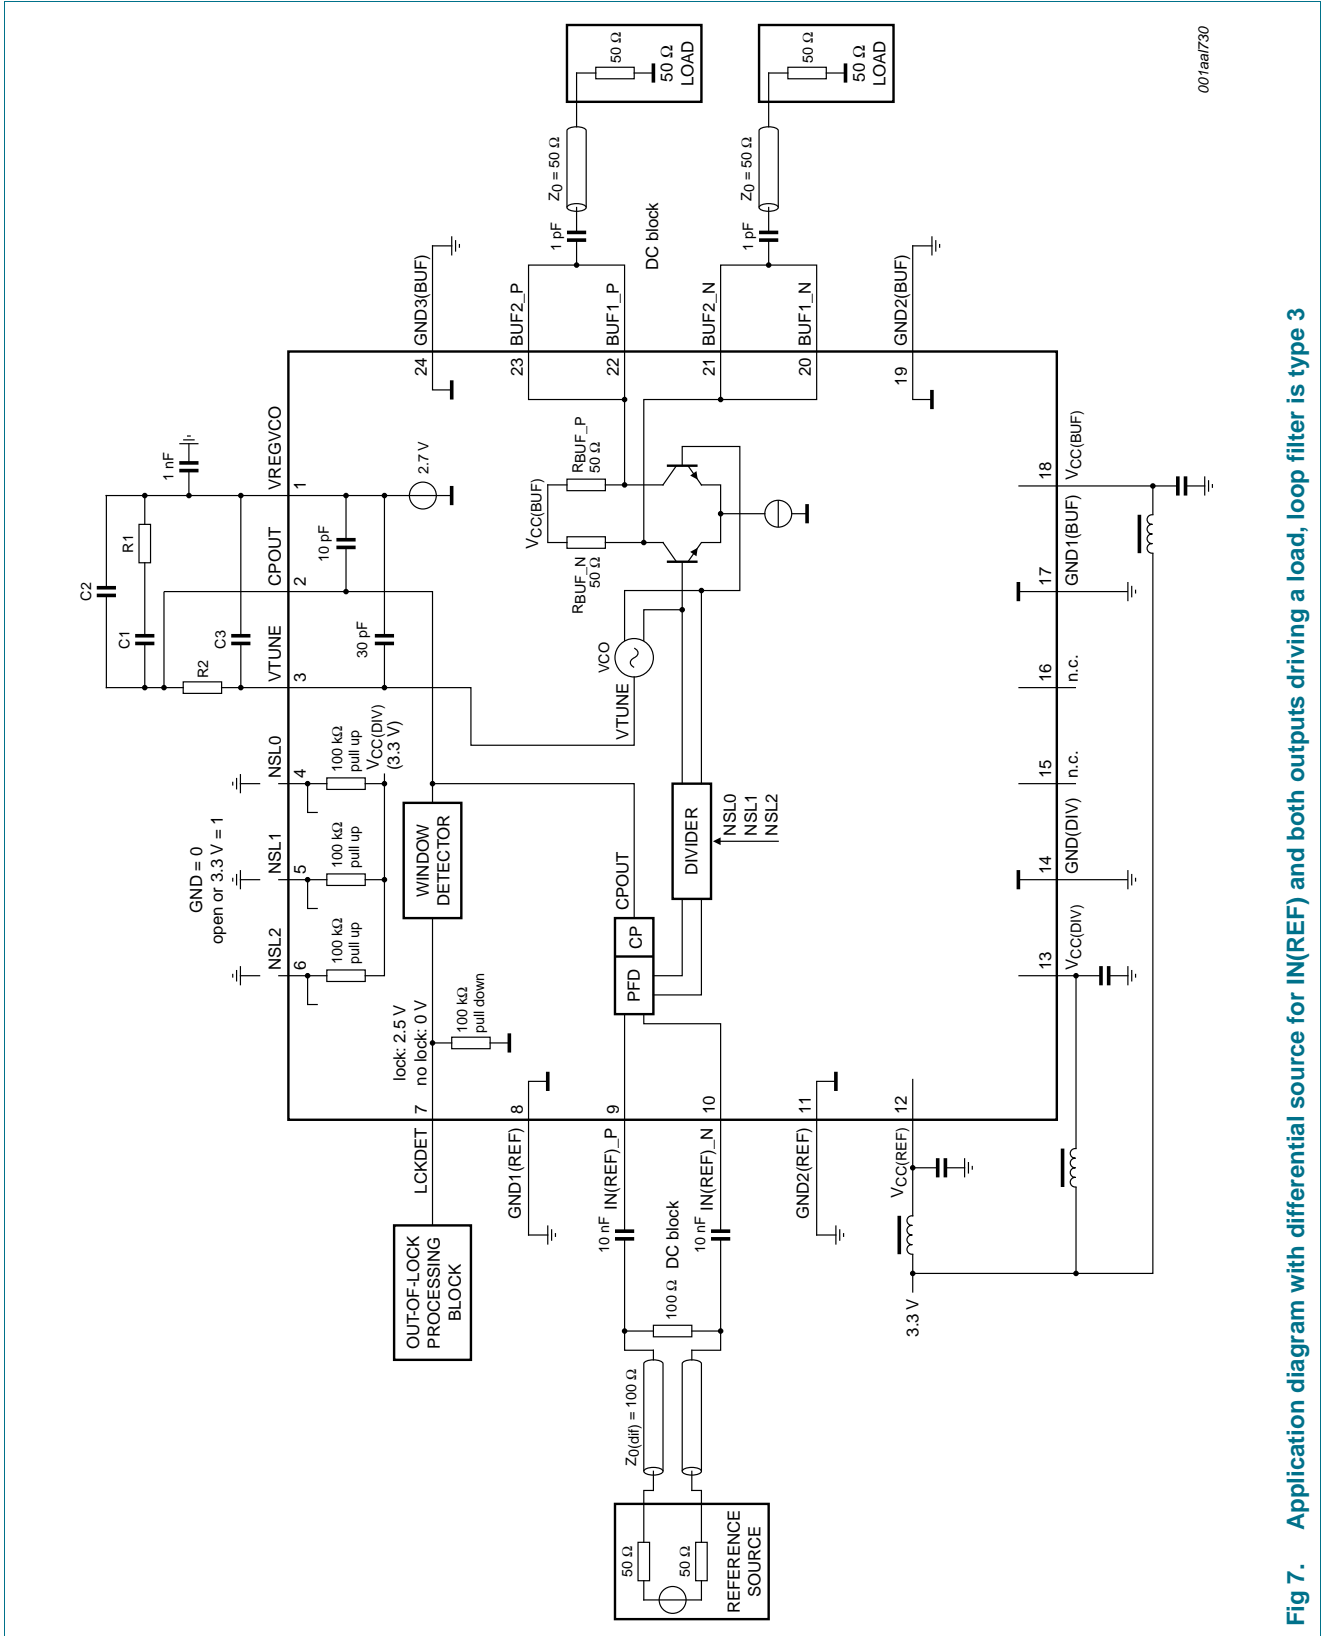 OUT-OF-LOCK
PROCESSING
BLOCK
LCKDET
7
lock: 2.5 V
no lock: 0 V
100 kΩ
pull down
WINDOW
DETECTOR
GND = 0
open or 3.3 V = 1
NSL2
6
100 kΩ
pull up
NSL1
5
100 kΩ
pull up
NSL0
4
100 kΩ
pull up
VCC(DIV)
(3.3 V)
VTUNE
3
CPOUT
2
VREGVCO
1
C2
C1
R1
R2
C3
1 nF
30 pF
10 pF
2.7 V
24
GND3(BUF)
23
BUF2_P
22
BUF1_P
21
BUF2_N
20
BUF1_N
19
GND2(BUF)
1 pF
Z0 = 50 Ω
50 Ω
50 Ω
LOAD
DC block
1 pF
Z0 = 50 Ω
50 Ω
50 Ω
LOAD
VCC(BUF)
RBUF_P
50 Ω
RBUF_N
50 Ω
VCO
VTUNE
CPOUT
PFD
CP
DIVIDER
NSL0
NSL1
NSL2
GND1(REF)
8
IN(REF)_P
9
IN(REF)_N
10
GND2(REF)
11
VCC(REF)
12
10 nF
DC block
10 nF
100 Ω
Z0(dif) = 100 Ω
50 Ω
50 Ω
REFERENCE
SOURCE
3.3 V
13
VCC(DIV)
14
GND(DIV)
15
n.c.
16
n.c.
17
GND1(BUF)
18
VCC(BUF)
001aal730
Fig 7. Application diagram with differential source for IN(REF) and both outputs driving a load, loop filter is type 3